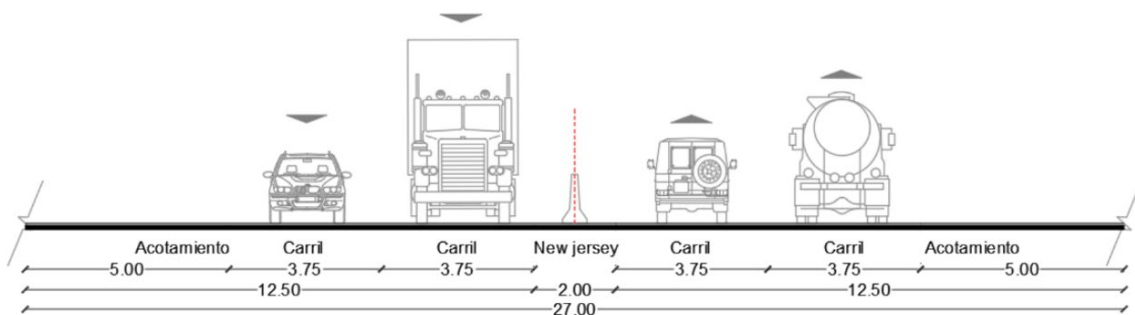 Acotamiento Carril Carril New jersey Carril Carril Acotamiento
5.00 3.75 3.75 3.75 3.75 5.00
12.50 2.00 12.50
27.00